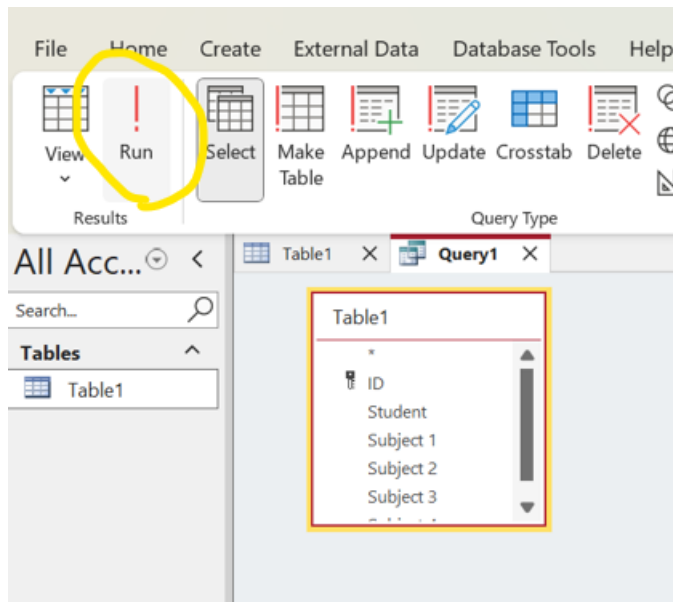 File Home Create External Data Database Tools Help
View Run Select Make Table Append Update Crosstab Delete
Results Query Type
All Acc...
Table1 Query1
Search...
Tables
Table1
Table1
*
ID
Student
Subject 1
Subject 2
Subject 3